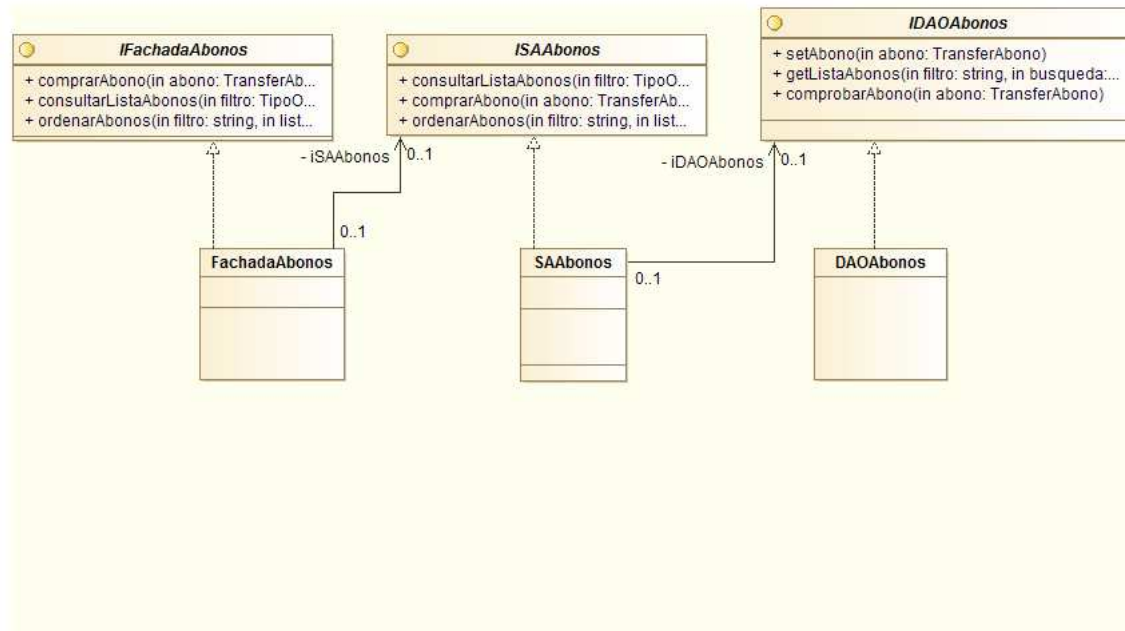 IFachadaAbonos
+ comprarAbono(in abono: TransferAb...
+ consultarListaAbonos(in filtro: TipoO...
+ ordenarAbonos(in filtro: string, in list...
ISAAbonos
+ consultarListaAbonos(in filtro: TipoO...
+ comprarAbono(in abono: TransferAb...
+ ordenarAbonos(in filtro: string, in list...
IDAOAbonos
+ setAbono(in abono: TransferAbono)
+ getListaAbonos(in filtro: string, in busqueda:...
+ comprobarAbono(in abono: TransferAbono)
- iSAAbonos
0..1
- iDAOAbonos
0..1
0..1
FachadaAbonos
SAAbonos
0..1
DAOAbonos